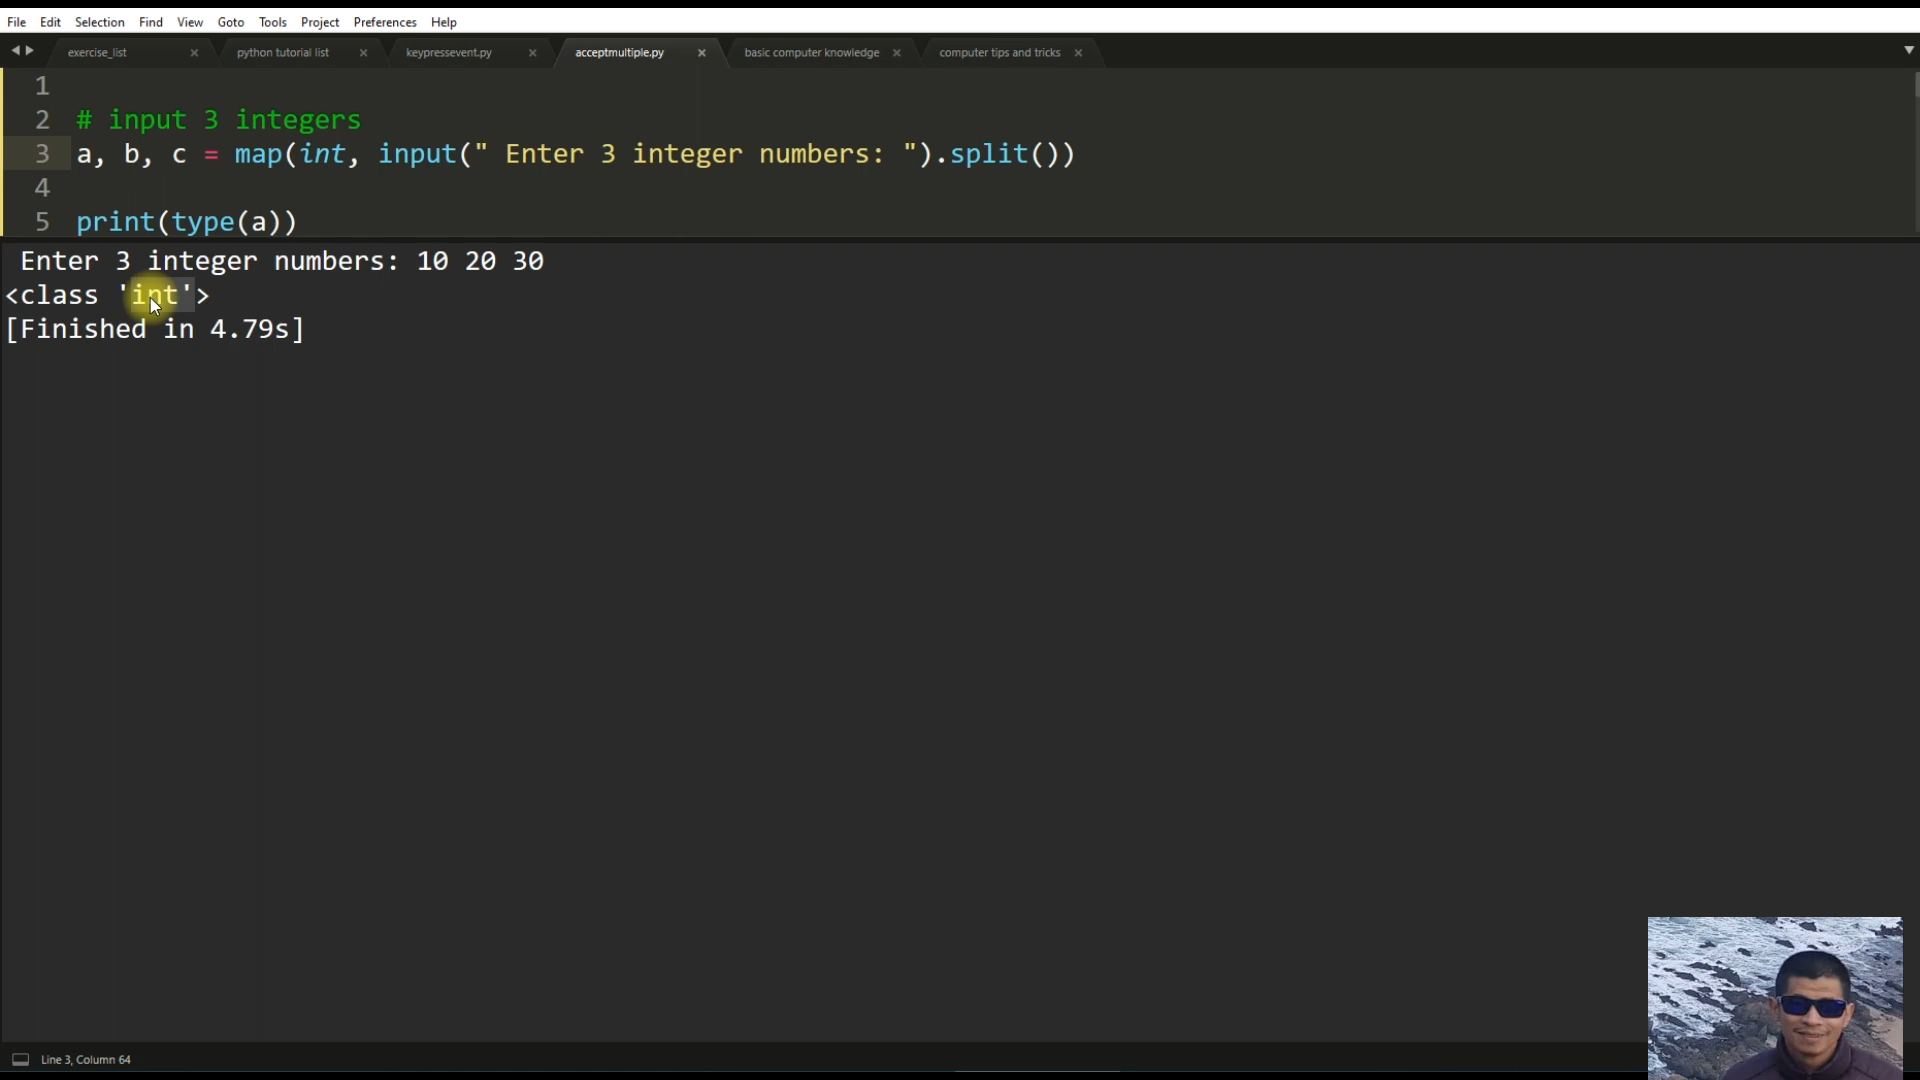 File Edit Selection Find View Goto Tools Project Preferences Help
exercise_list × python tutorial list × keypressevent.py × acceptmultiple.py × basic computer knowledge × computer tips and tricks ×
1
2 # input 3 integers
3 a, b, c = map(int, input(" Enter 3 integer numbers: ").split())
4
5 print(type(a))
Enter 3 integer numbers: 10 20 30
<class 'int'>
[Finished in 4.79s]
Line 3, Column 64